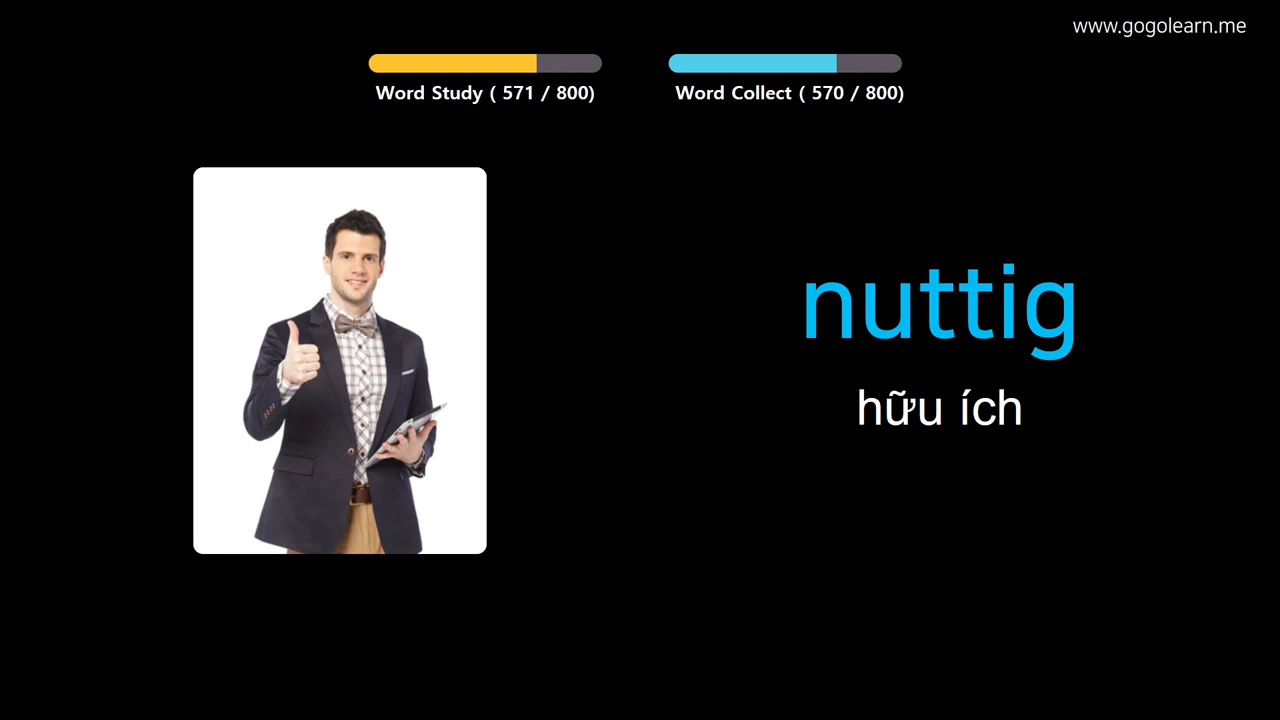 www.gogolearn.me
Word Study ( 571 / 800)
Word Collect ( 570 / 800)
nuttig
hữu ích